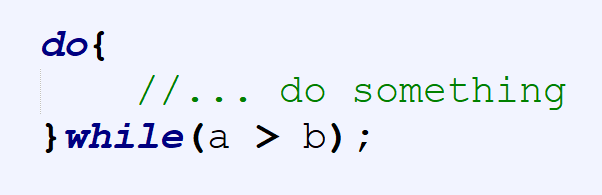 do{
//... do something
}while(a > b);